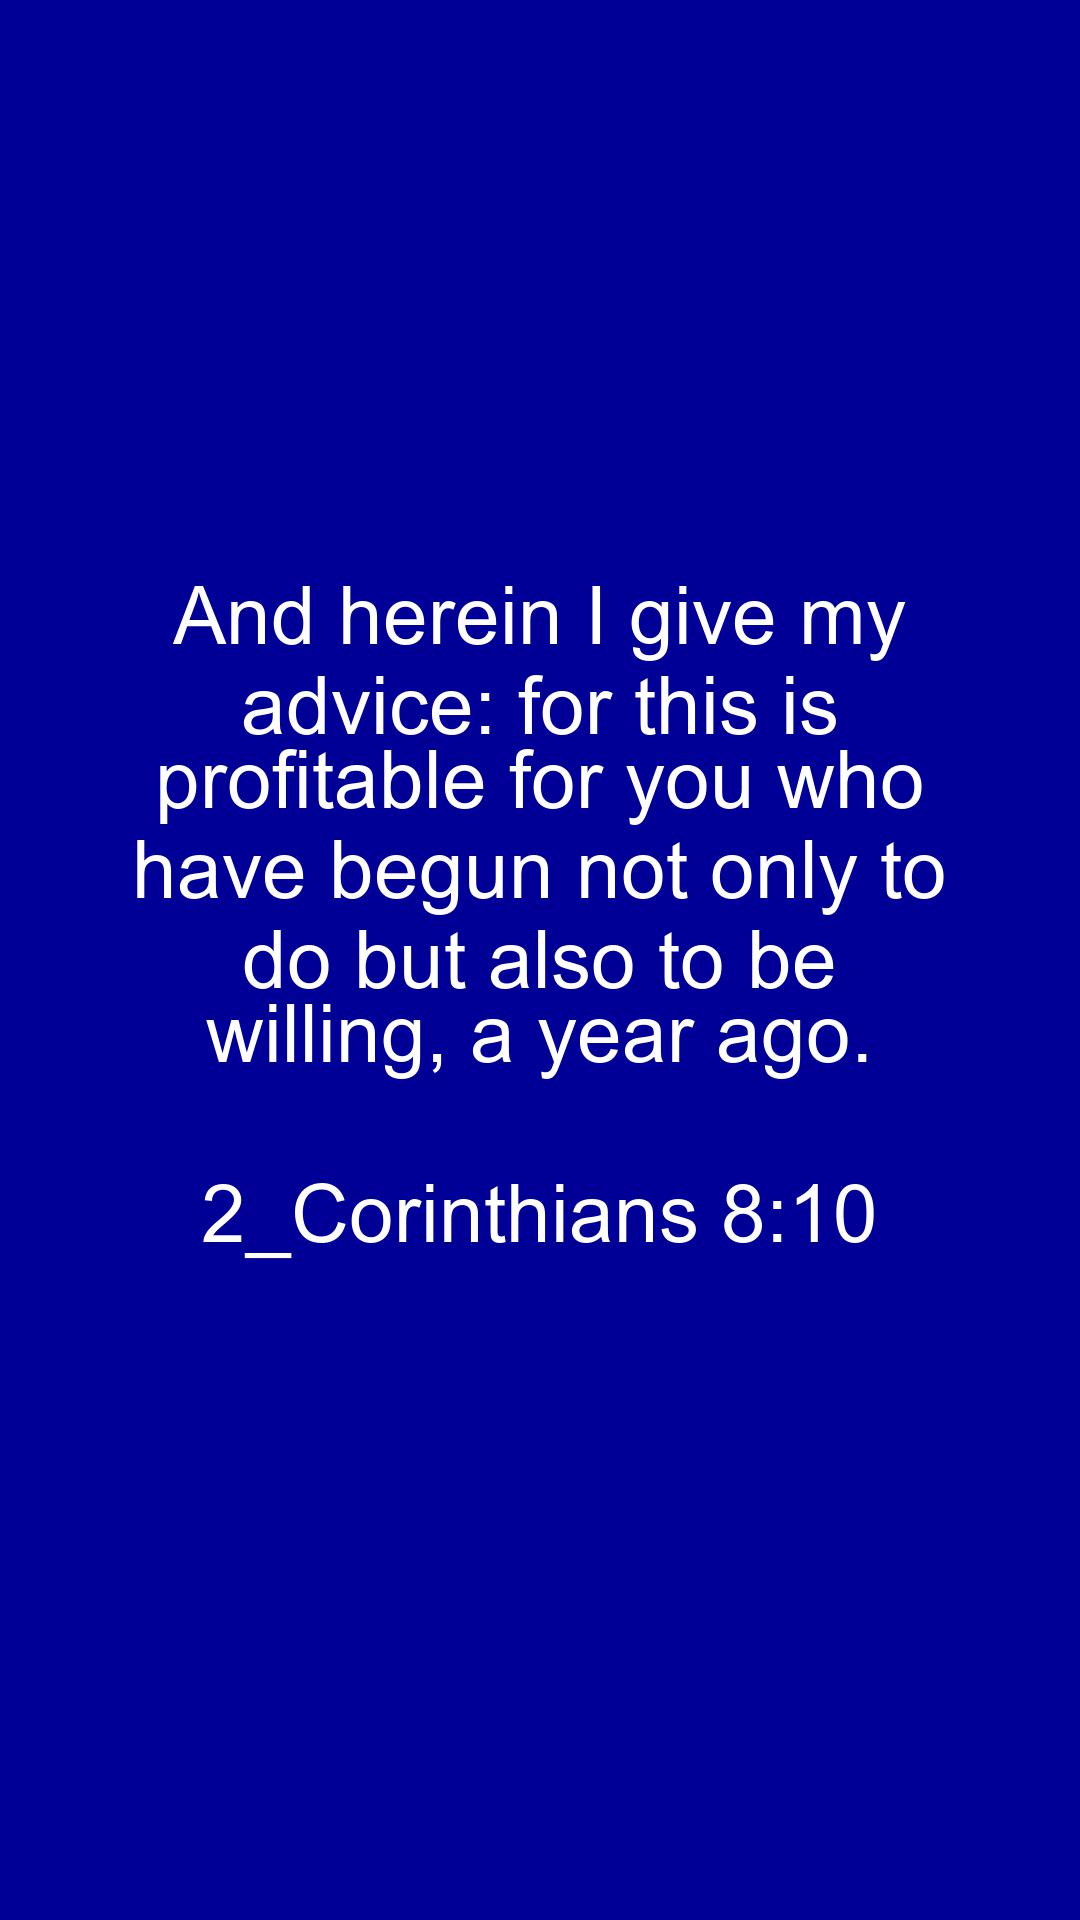 And herein I give my
advice: for this is
profitable for you who
have begun not only to
do but also to be
willing, a year ago.
2_Corinthians 8:10